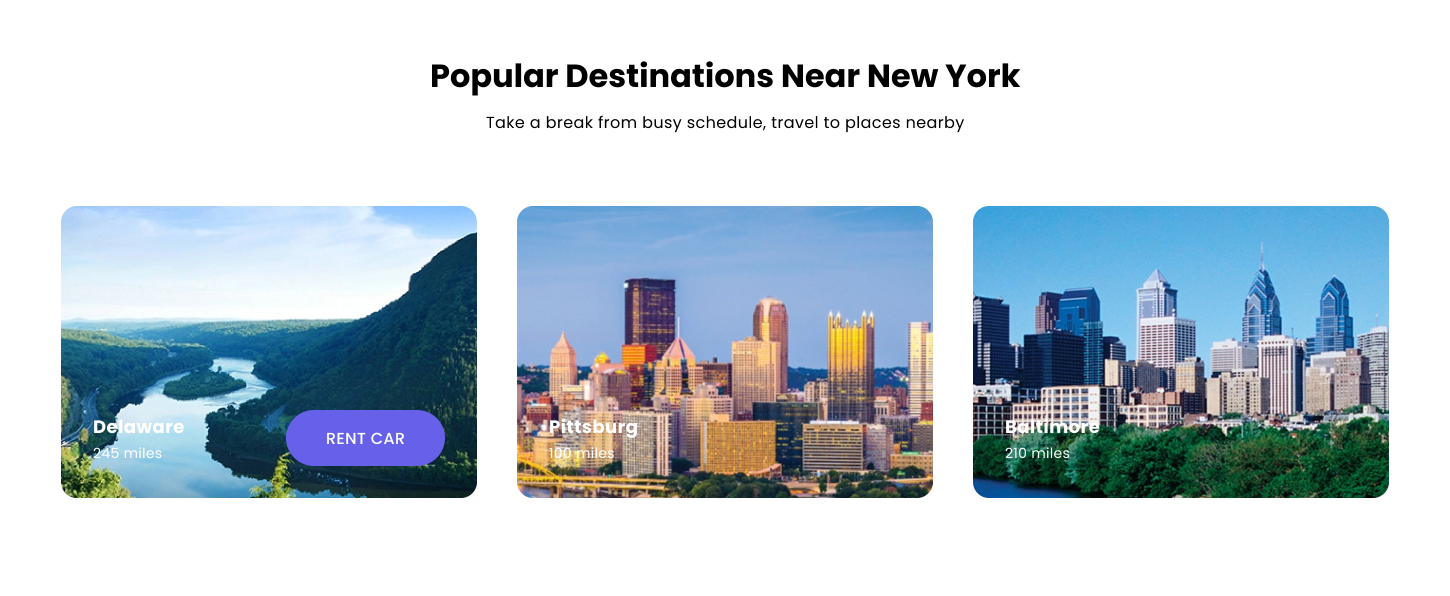 Popular Destinations Near New York
Take a break from busy schedule, travel to places nearby
Delaware
245 miles
RENT CAR
Pittsburg
100 miles
Baltimore
210 miles